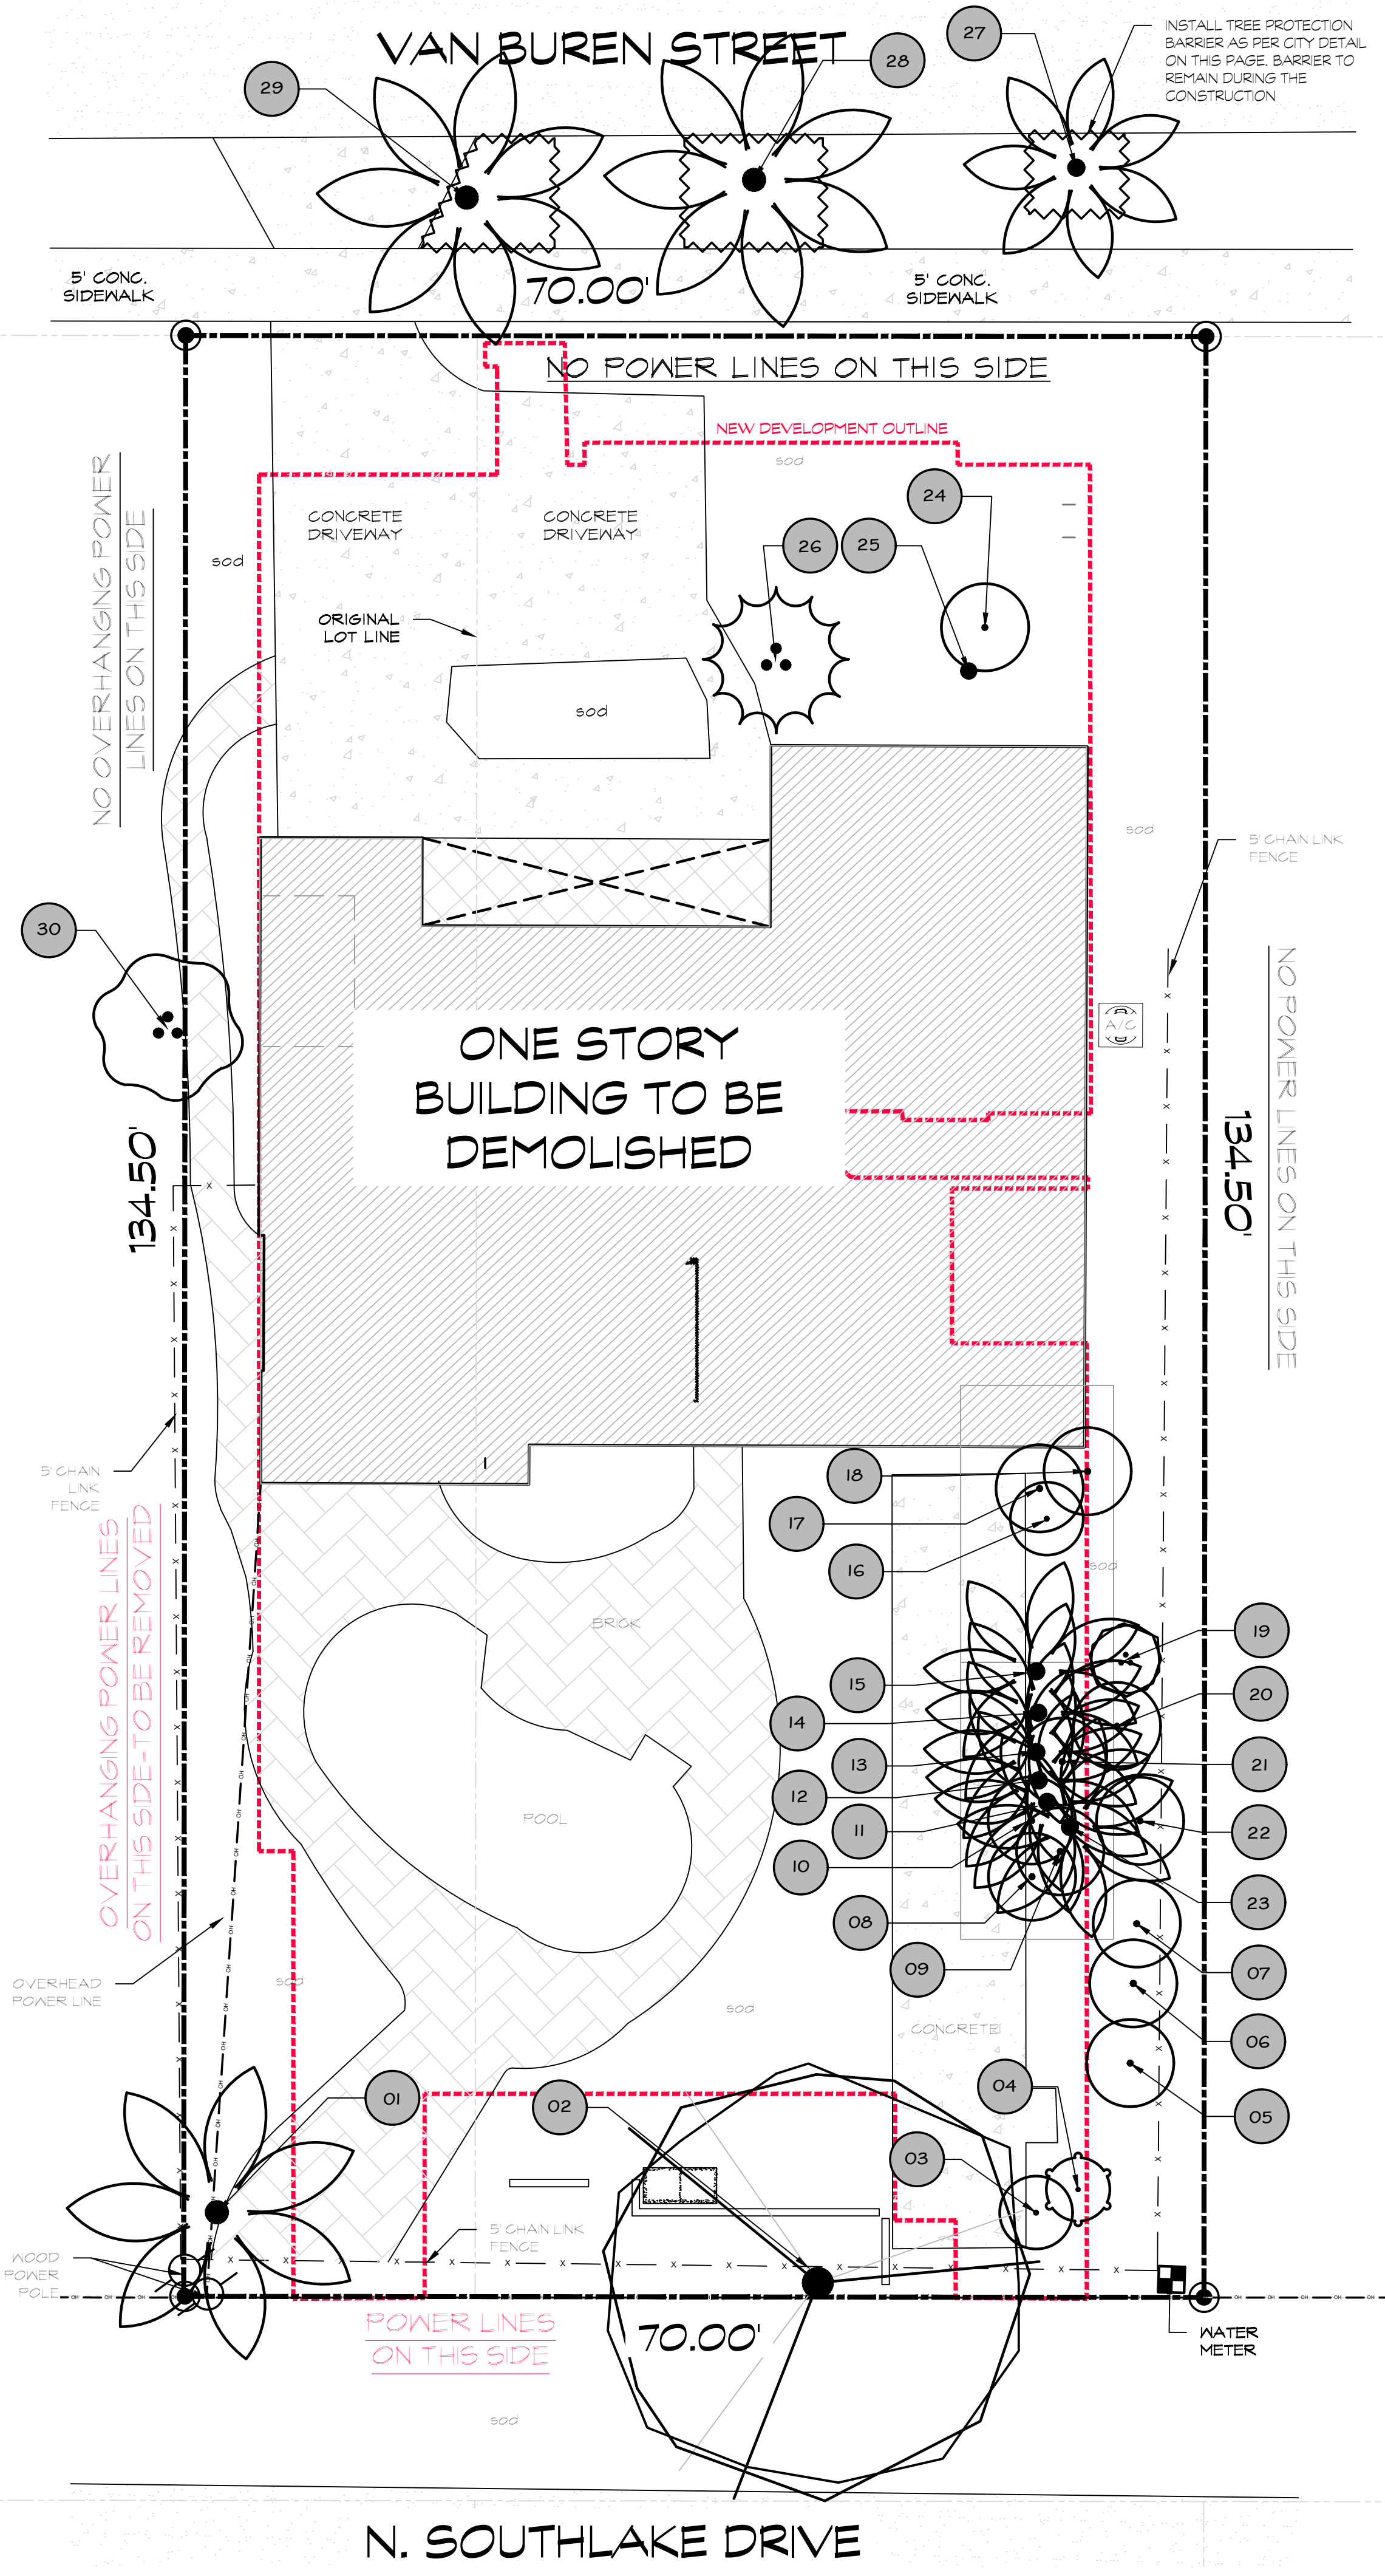 VAN BUREN STREET
27
28
29
INSTALL TREE PROTECTION
BARRIER AS PER CITY DETAIL
ON THIS PAGE. BARRIER TO
REMAIN DURING THE
CONSTRUCTION
5' CONC.
SIDEWALK
70.00'
5' CONC.
SIDEWALK
NO POWER LINES ON THIS SIDE
NEW DEVELOPMENT OUTLINE
sod
24
26
25
CONCRETE
DRIVEWAY
CONCRETE
DRIVEWAY
NO OVERHANGING POWER
LINES ON THIS SIDE
sod
ORIGINAL
LOT LINE
sod
sod
5' CHAIN LINK
FENCE
30
A/C
ONE STORY
BUILDING TO BE
DEMOLISHED
134.50'
134.50'
NO POWER LINES ON THIS SIDE
5' CHAIN
LINK
FENCE
18
17
16
sod
OVERHANGING POWER LINES
ON THIS SIDE-TO BE REMOVED
BRICK
19
15
20
14
13
21
12
POOL
11
22
10
23
08
09
07
OVERHEAD
POWER LINE
sod
sod
CONCRETE
06
04
01
02
05
03
5' CHAIN LINK
FENCE
WOOD
POWER
POLE
POWER LINES
ON THIS SIDE
70.00'
WATER
METER
sod
N. SOUTHLAKE DRIVE